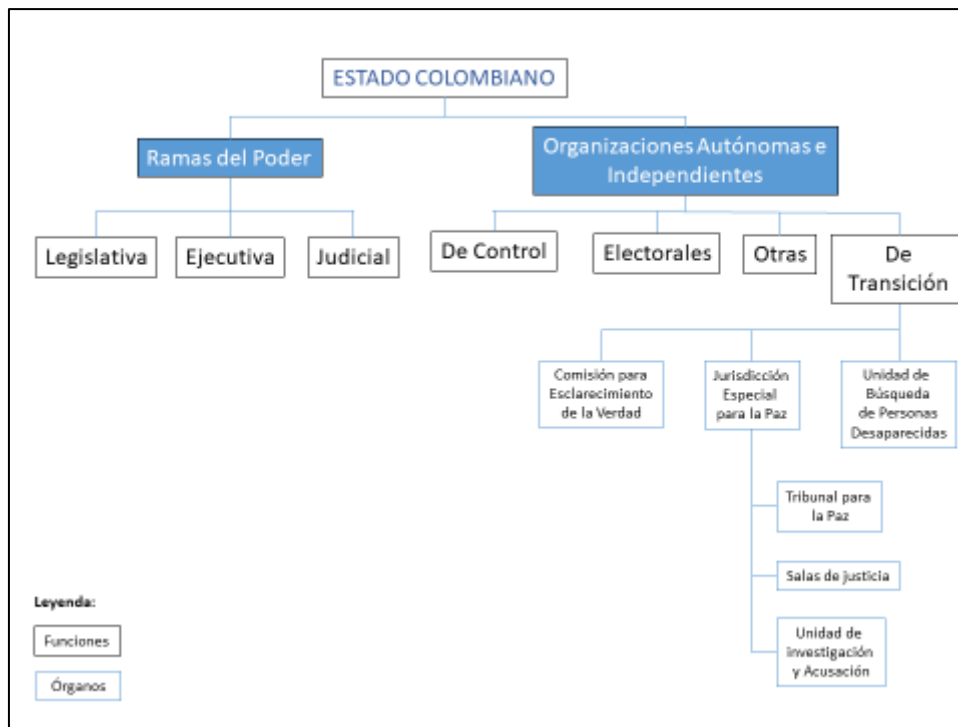 ESTADO COLOMBIANO
Ramas del Poder
Organizaciones Autónomas e
Independientes
Legislativa
Ejecutiva
Judicial
De Control
Electorales
Otras
De
Transición
Comisión para
Esclarecimiento
de la Verdad
Jurisdicción
Especial
para la Paz
Unidad de
Búsqueda
de Personas
Desaparecidas
Tribunal para
la Paz
Salas de justicia
Unidad de
investigación
y Acusación
Leyenda:
Funciones
Órganos